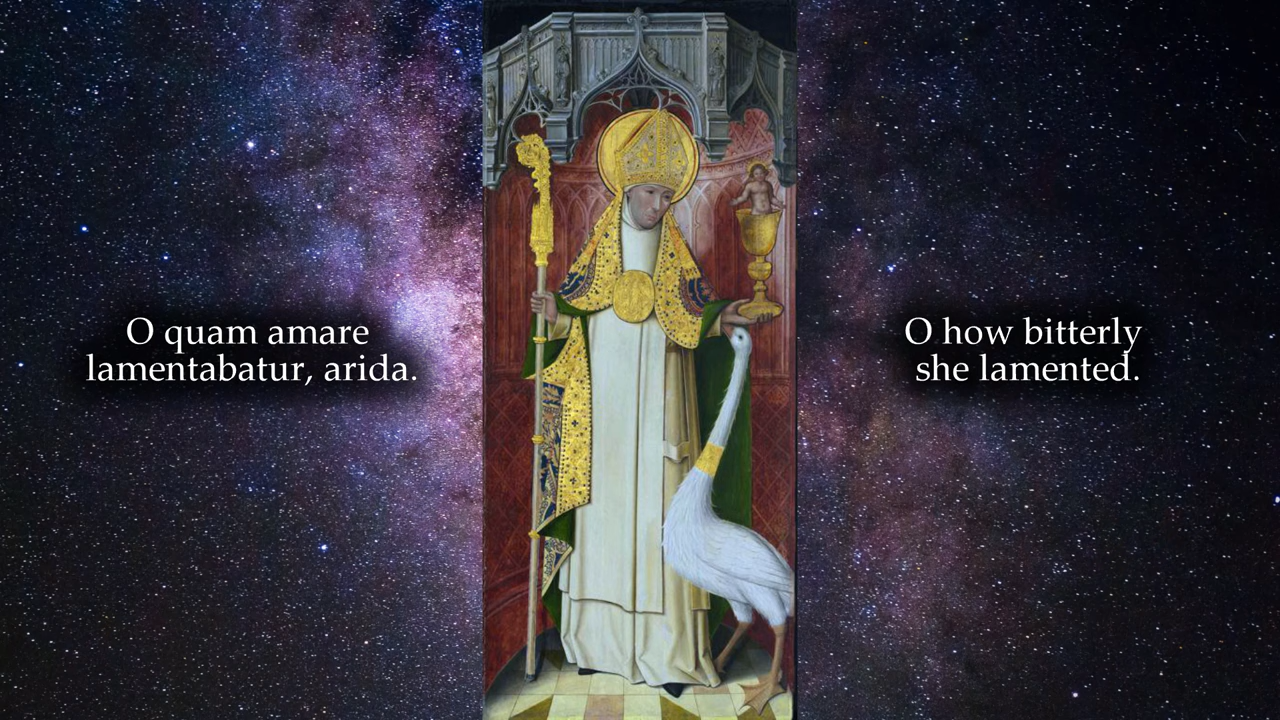 O quam amare
lamentabatur, arida.
O how bitterly
she lamented.